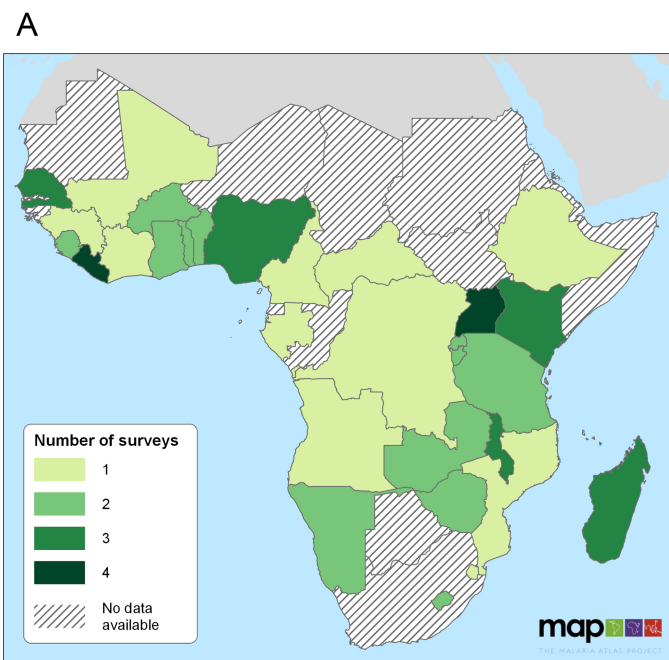 A
Number of surveys
1
2
3
4
No data
available
map
THE MALARIA ATLAS PROJECT